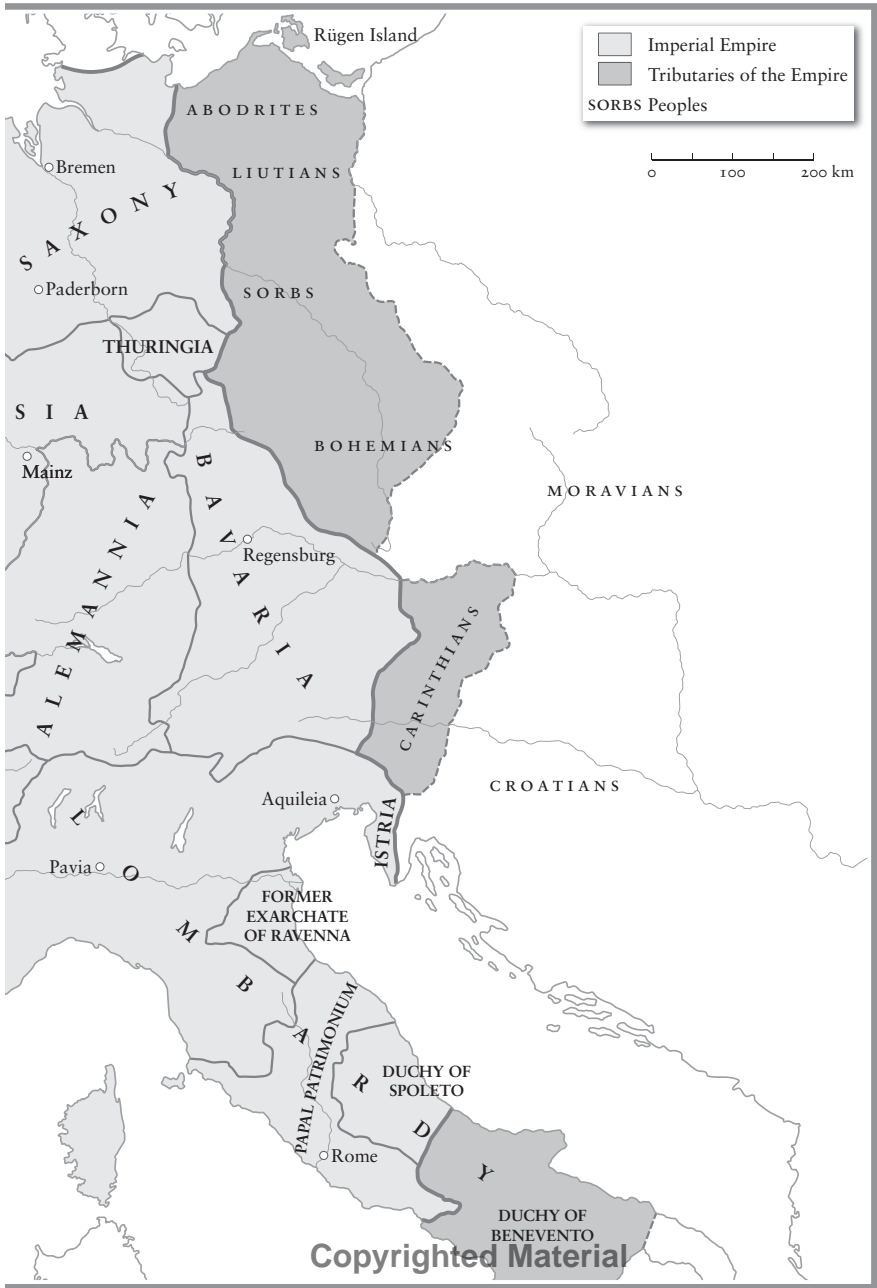 Rügen Island
Imperial Empire
Tributaries of the Empire
SORBS Peoples
0 100 200 km
ABODRITES
LIUTIANS
Bremen
SAXONY
Paderborn
SORBS
THURINGIA
SIA
BOHEMIANS
Mainz
MORAVIANS
BAVARIA
Regensburg
ALEMANNIA
CARINTHIANS
CROATIANS
Aquileia
ISTRIA
LOMBARDY
Pavia
FORMER
EXARCHATE
OF RAVENNA
PAPAL PATRIMONIUM
DUCHY OF
SPOLETO
Rome
DUCHY OF
BENEVENTO
Copyrighted Material